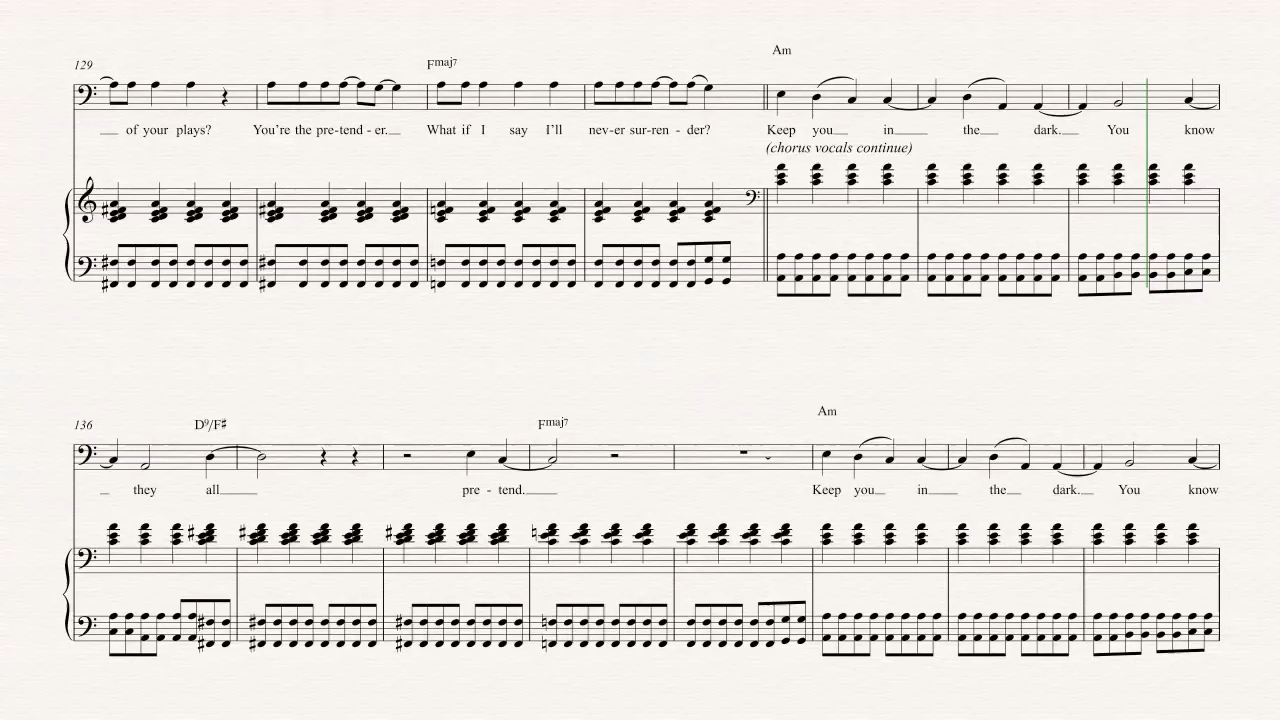 Am
129
Fmaj7
of your plays? You're the pre-tend - er. What if I say I'll nev-er sur-ren - der? Keep you in the dark. You know
(chorus vocals continue)
Am
136
D9/F♯
Fmaj7
they all pre - tend. Keep you in the dark. You know